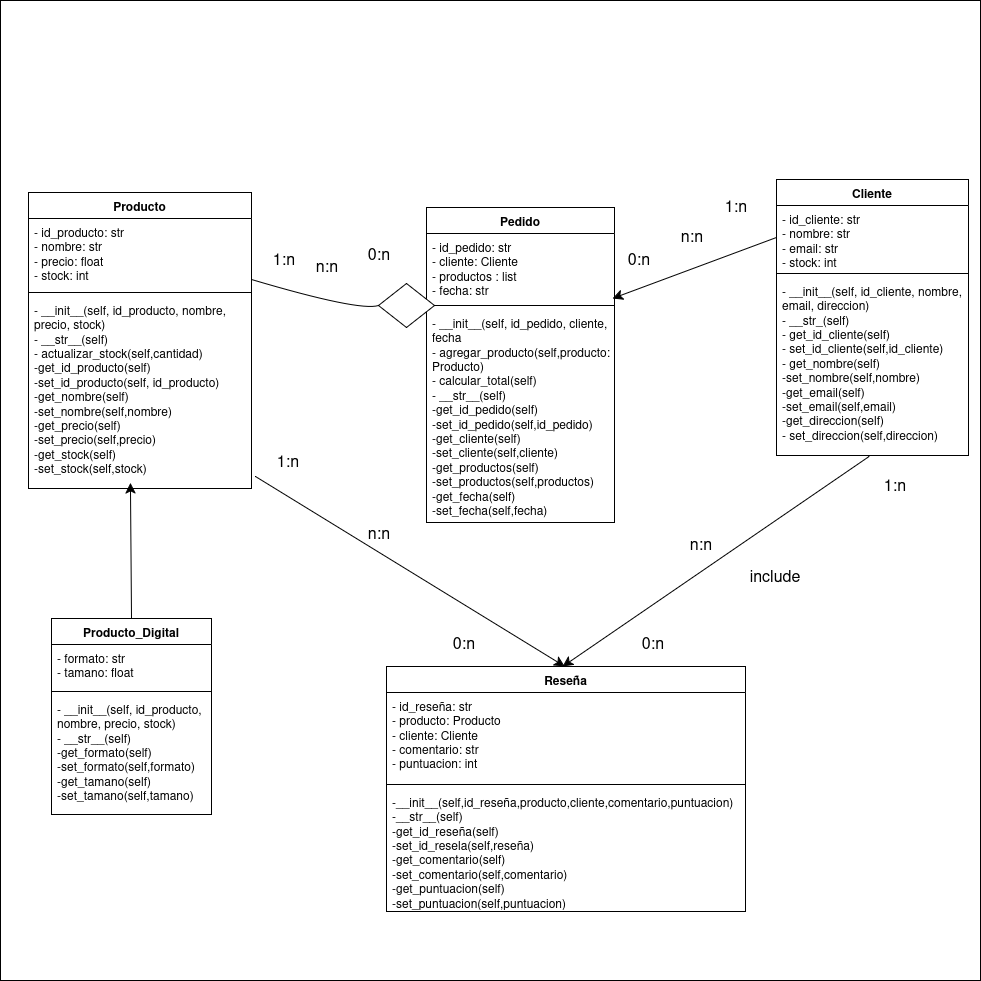 Producto
- id_producto: str
- nombre: str
- precio: float
- stock: int
- __init__(self, id_producto, nombre,
precio, stock)
- __str__(self)
- actualizar_stock(self,cantidad)
-get_id_producto(self)
-set_id_producto(self, id_producto)
-get_nombre(self)
-set_nombre(self,nombre)
-get_precio(self)
-set_precio(self,precio)
-get_stock(self)
-set_stock(self,stock)
1:n
n:n
0:n
Pedido
- id_pedido: str
- cliente: Cliente
- productos : list
- fecha: str
- __init__(self, id_pedido, cliente,
fecha
- agregar_producto(self,producto:
Producto)
- calcular_total(self)
- __str__(self)
-get_id_pedido(self)
-set_id_pedido(self,id_pedido)
-get_cliente(self)
-set_cliente(self,cliente)
-get_productos(self)
-set_productos(self,productos)
-get_fecha(self)
-set_fecha(self,fecha)
1:n
n:n
0:n
Cliente
- id_cliente: str
- nombre: str
- email: str
- stock: int
- __init__(self, id_cliente, nombre,
email, direccion)
- __str_(self)
- get_id_cliente(self)
- set_id_cliente(self,id_cliente)
- get_nombre(self)
-set_nombre(self,nombre)
-get_email(self)
-set_email(self,email)
-get_direccion(self)
- set_direccion(self,direccion)
1:n
n:n
0:n
1:n
n:n
include
0:n
Producto_Digital
- formato: str
- tamano: float
- __init__(self, id_producto,
nombre, precio, stock)
- __str__(self)
-get_formato(self)
-set_formato(self,formato)
-get_tamano(self)
-set_tamano(self,tamano)
Reseña
- id_reseña: str
- producto: Producto
- cliente: Cliente
- comentario: str
- puntuacion: int
-__init__(self,id_reseña,producto,cliente,comentario,puntuacion)
-__str__(self)
-get_id_reseña(self)
-set_id_resela(self,reseña)
-get_comentario(self)
-set_comentario(self,comentario)
-get_puntuacion(self)
-set_puntuacion(self,puntuacion)